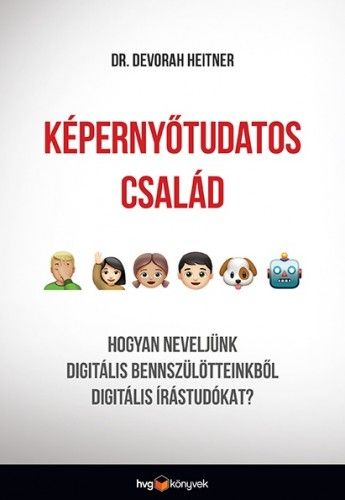 DR. DEVORAH HEITNER
KÉPERNYŐTUDATOS
CSALÁD
HOGYAN NEVELJÜNK
DIGITÁLIS BENNSZÜLÖTTEINKBŐL
DIGITÁLIS ÍRÁSTUDÓKAT?
hvg könyvek